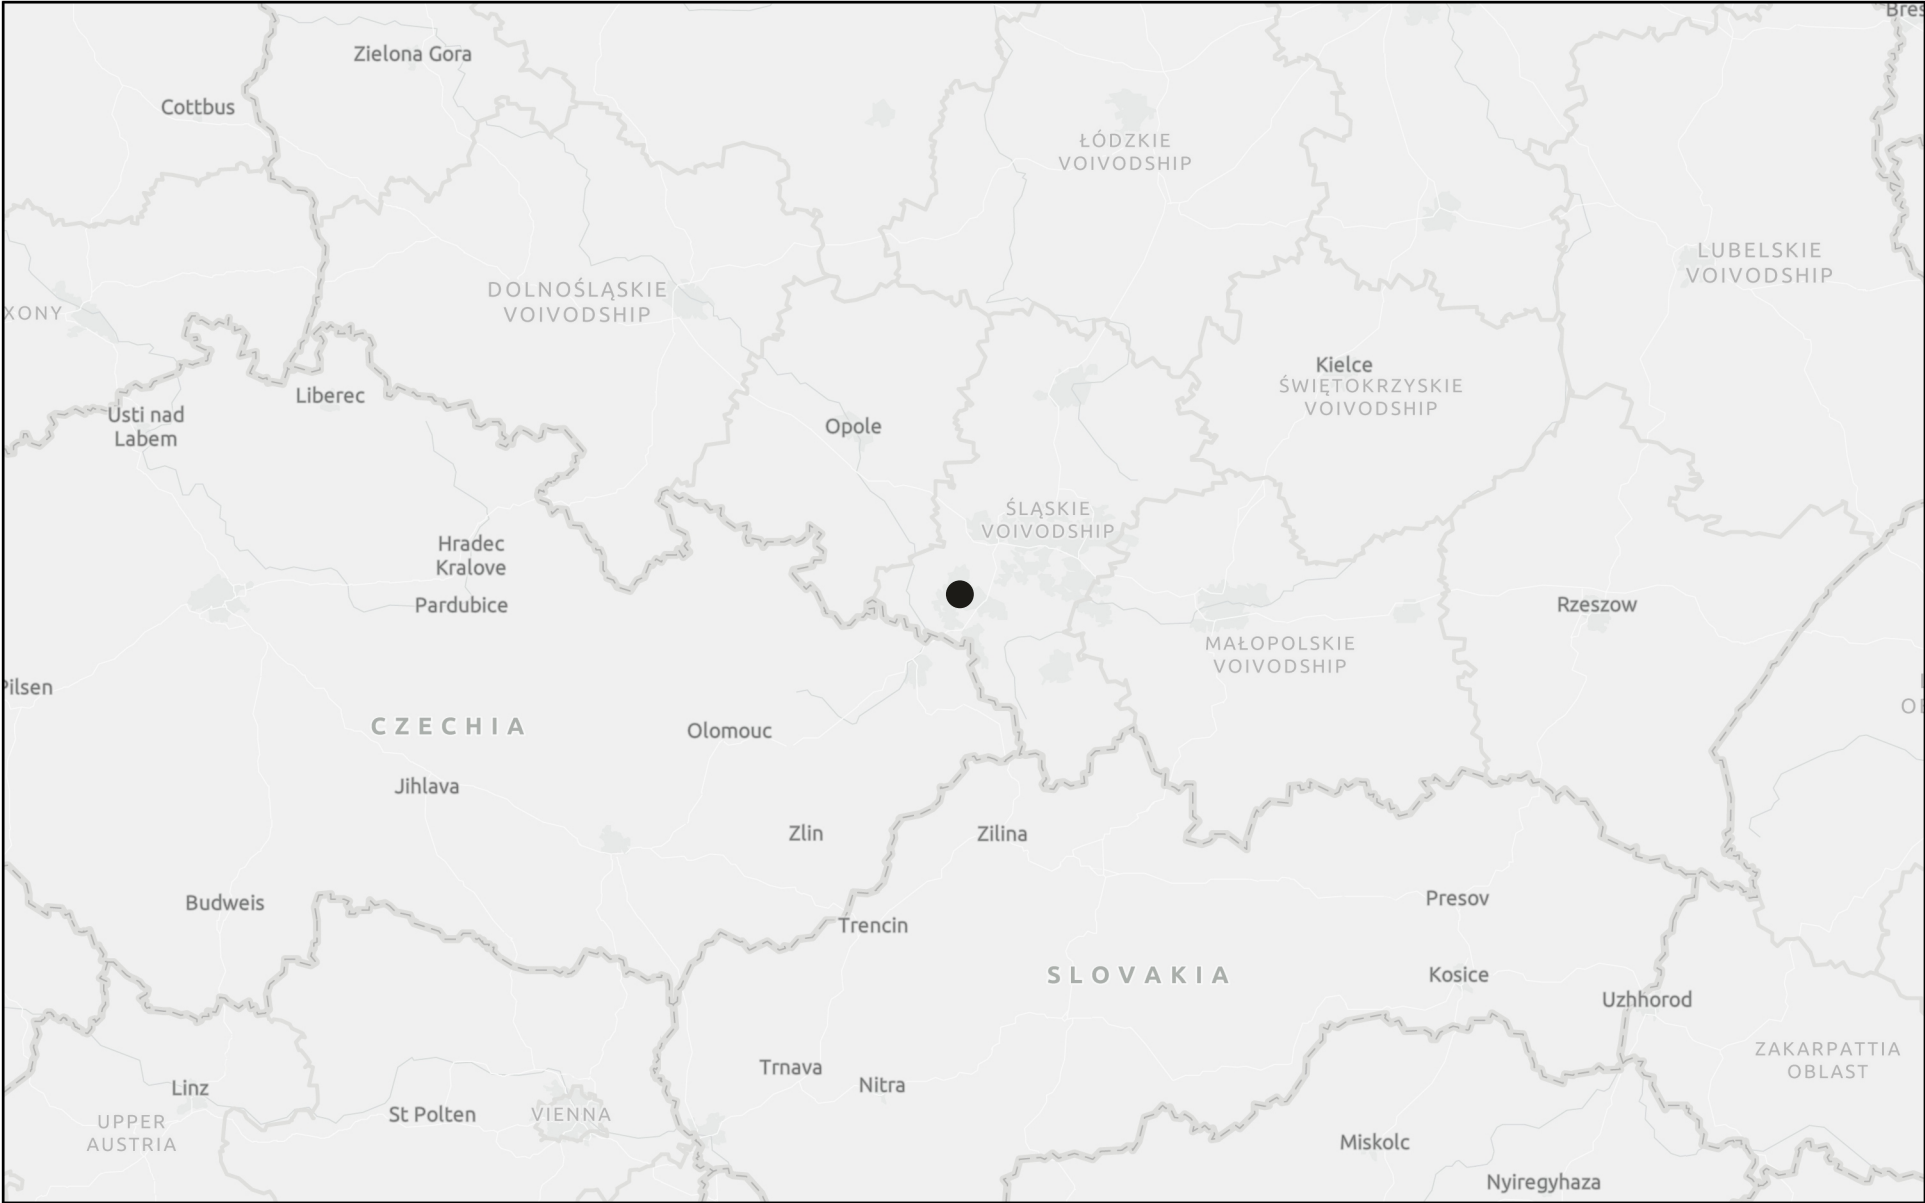 Bres
Zielona Gora
Cottbus
ŁÓDZKIE
VOIVODSHIP
LUBELSKIE
VOIVODSHIP
DOLNOŚLĄSKIE
VOIVODSHIP
XONY
Kielce
ŚWIĘTOKRZYSKIE
VOIVODSHIP
Liberec
Usti nad
Labem
Opole
ŚLĄSKIE
VOIVODSHIP
Hradec
Kralove
Pardubice
Rzeszow
MAŁOPOLSKIE
VOIVODSHIP
Pilsen
CZECHIA
Olomouc
Jihlava
Zlin
Zilina
Budweis
Trencin
Presov
SLOVAKIA
Kosice
Uzhhorod
ZAKARPATTIA
OBLAST
Trnava
Nitra
Linz
St Polten
VIENNA
UPPER
AUSTRIA
Miskolc
Nyiregyhaza